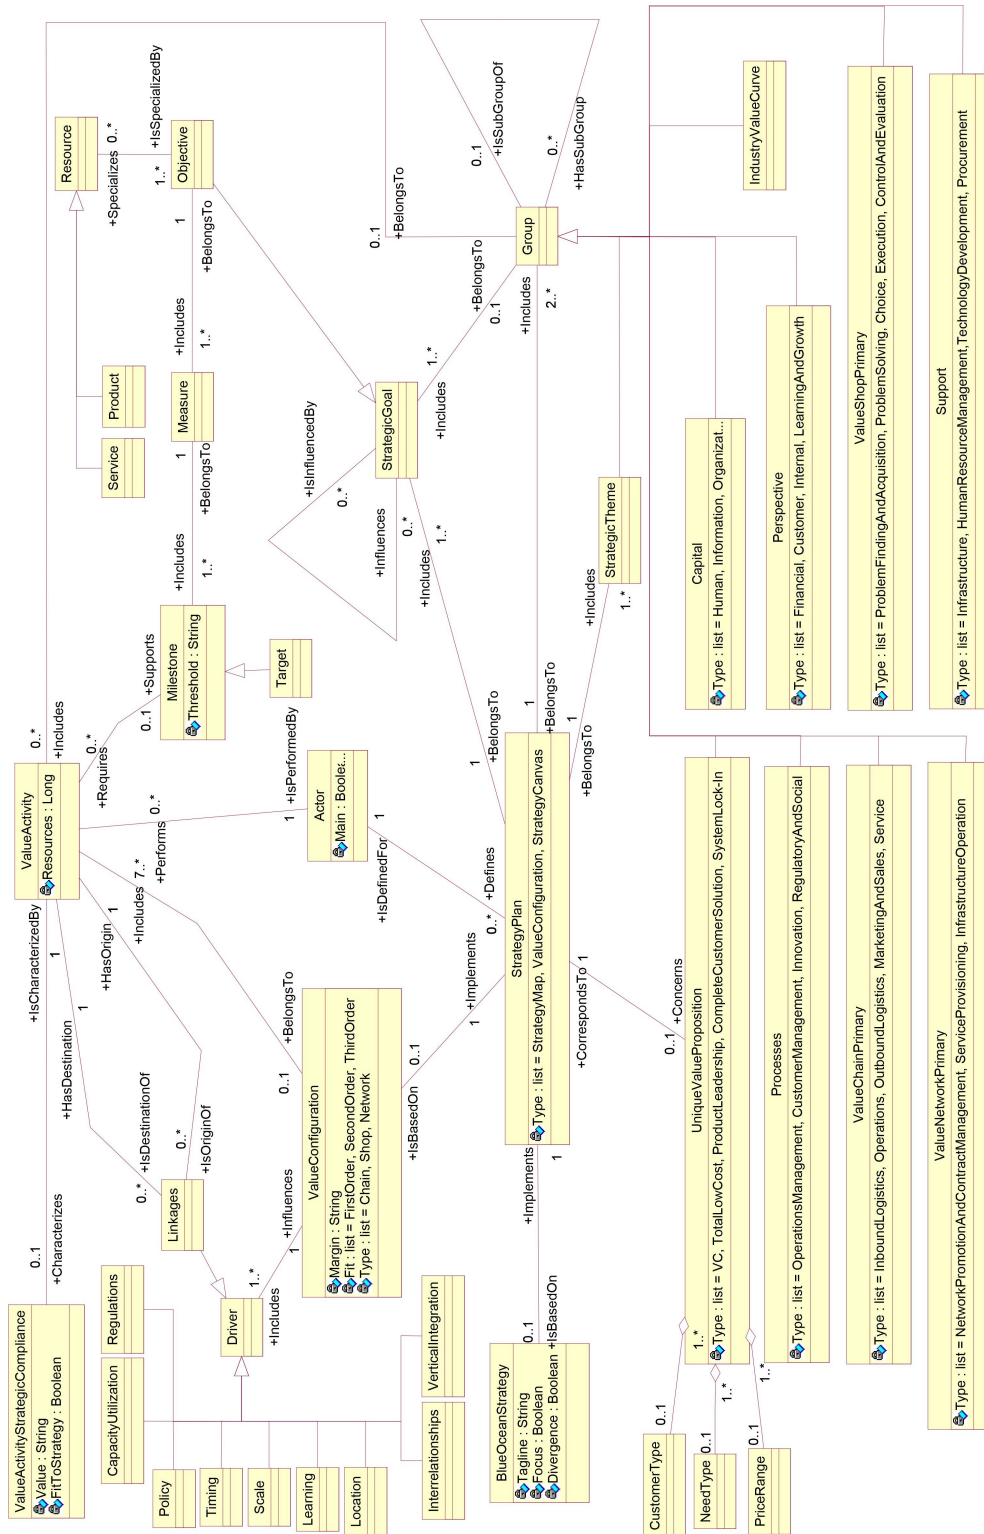 ValueActivityStrategicCompliance
Value : String
FitToStrategy : Boolean
0..1
+Characterizes
+IsCharacterizedBy
1
ValueActivity
Resources : Long
0..*
+Includes
0..1
+BelongsTo
Resource
+Specializes
0..*
+IsSpecializedBy
1..*
Objective
Service
Product
1
+BelongsTo
+Includes
1..*
Measure
1
+BelongsTo
+Includes
1..*
Milestone
Threshold : String
Target
+Supports
0..1
0..*
+Requires
+HasDestination
1
0..*
+IsDestinationOf
+HasOrigin
1
0..*
+IsOriginOf
Linkages
+Includes
7..*
+BelongsTo
0..1
+Performs
0..*
+IsPerformedBy
1
Actor
Main : Boolea...
+IsDefinedFor
1
0..*
+Defines
Regulations
CapacityUtilization
Policy
Timing
Scale
Learning
Location
Interrelationships
VerticalIntegration
Driver
1..*
+Includes
+Influences
1
ValueConfiguration
Margin : String
Fit : list = FirstOrder, SecondOrder, ThirdOrder
Type : list = Chain, Shop, Network
+IsBasedOn
0..1
1
+Implements
StrategyPlan
Type : list = StrategyMap, ValueConfiguration, StrategyCanvas
BlueOceanStrategy
Tagline : String
Focus : Boolean
Divergence : Boolean
0..1
+IsBasedOn
+Implements
1
StrategicGoal
+IsInfluencedBy
0..*
+Influences
0..*
+Includes
1..*
1
+BelongsTo
+Includes
1..*
0..1
+BelongsTo
Group
0..1
+IsSubGroupOf
0..*
+HasSubGroup
+Includes
2..*
1
+BelongsTo
StrategicTheme
+Includes
1..*
1
+BelongsTo
+CorrespondsTo
1
+Concerns
0..1
UniqueValueProposition
Type : list = VC, TotalLowCost, ProductLeadership, CompleteCustomerSolution, SystemLock-In
CustomerType
0..1
1..*
NeedType
0..1
1..*
PriceRange
0..1
1..*
Processes
Type : list = OperationsManagement, CustomerManagement, Innovation, RegulatoryAndSocial
ValueChainPrimary
Type : list = InboundLogistics, Operations, OutboundLogistics, MarketingAndSales, Service
ValueNetworkPrimary
Type : list = NetworkPromotionAndContractManagement, ServiceProvisioning, InfrastructureOperation
Capital
Type : list = Human, Information, Organizat...
Perspective
Type : list = Financial, Customer, Internal, LearningAndGrowth
IndustryValueCurve
ValueShopPrimary
Type : list = ProblemFindingAndAcquisition, ProblemSolving, Choice, Execution, ControlAndEvaluation
Support
Type : list = Infrastructure, HumanResourceManagement,TechnologyDevelopment, Procurement